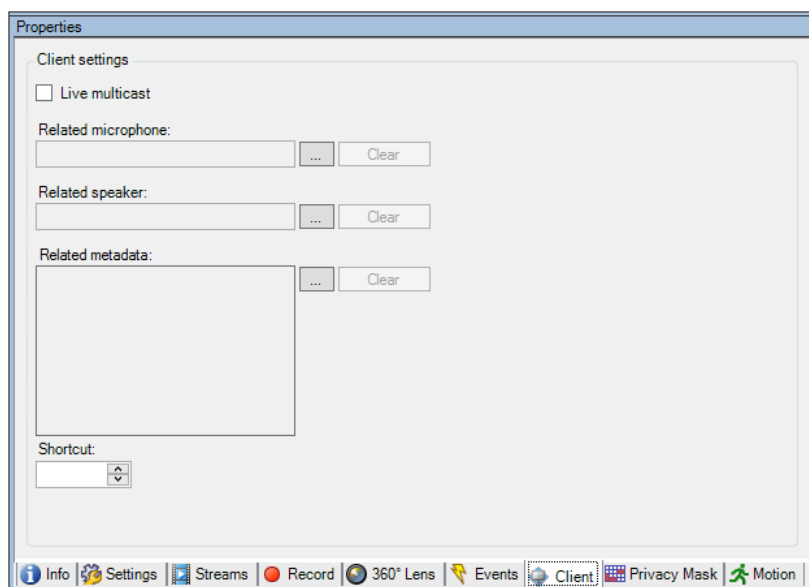 Properties
Client settings
Live multicast
Related microphone:
... Clear
Related speaker:
... Clear
Related metadata:
... Clear
Shortcut:
Info Settings Streams Record 360° Lens Events Client Privacy Mask Motion